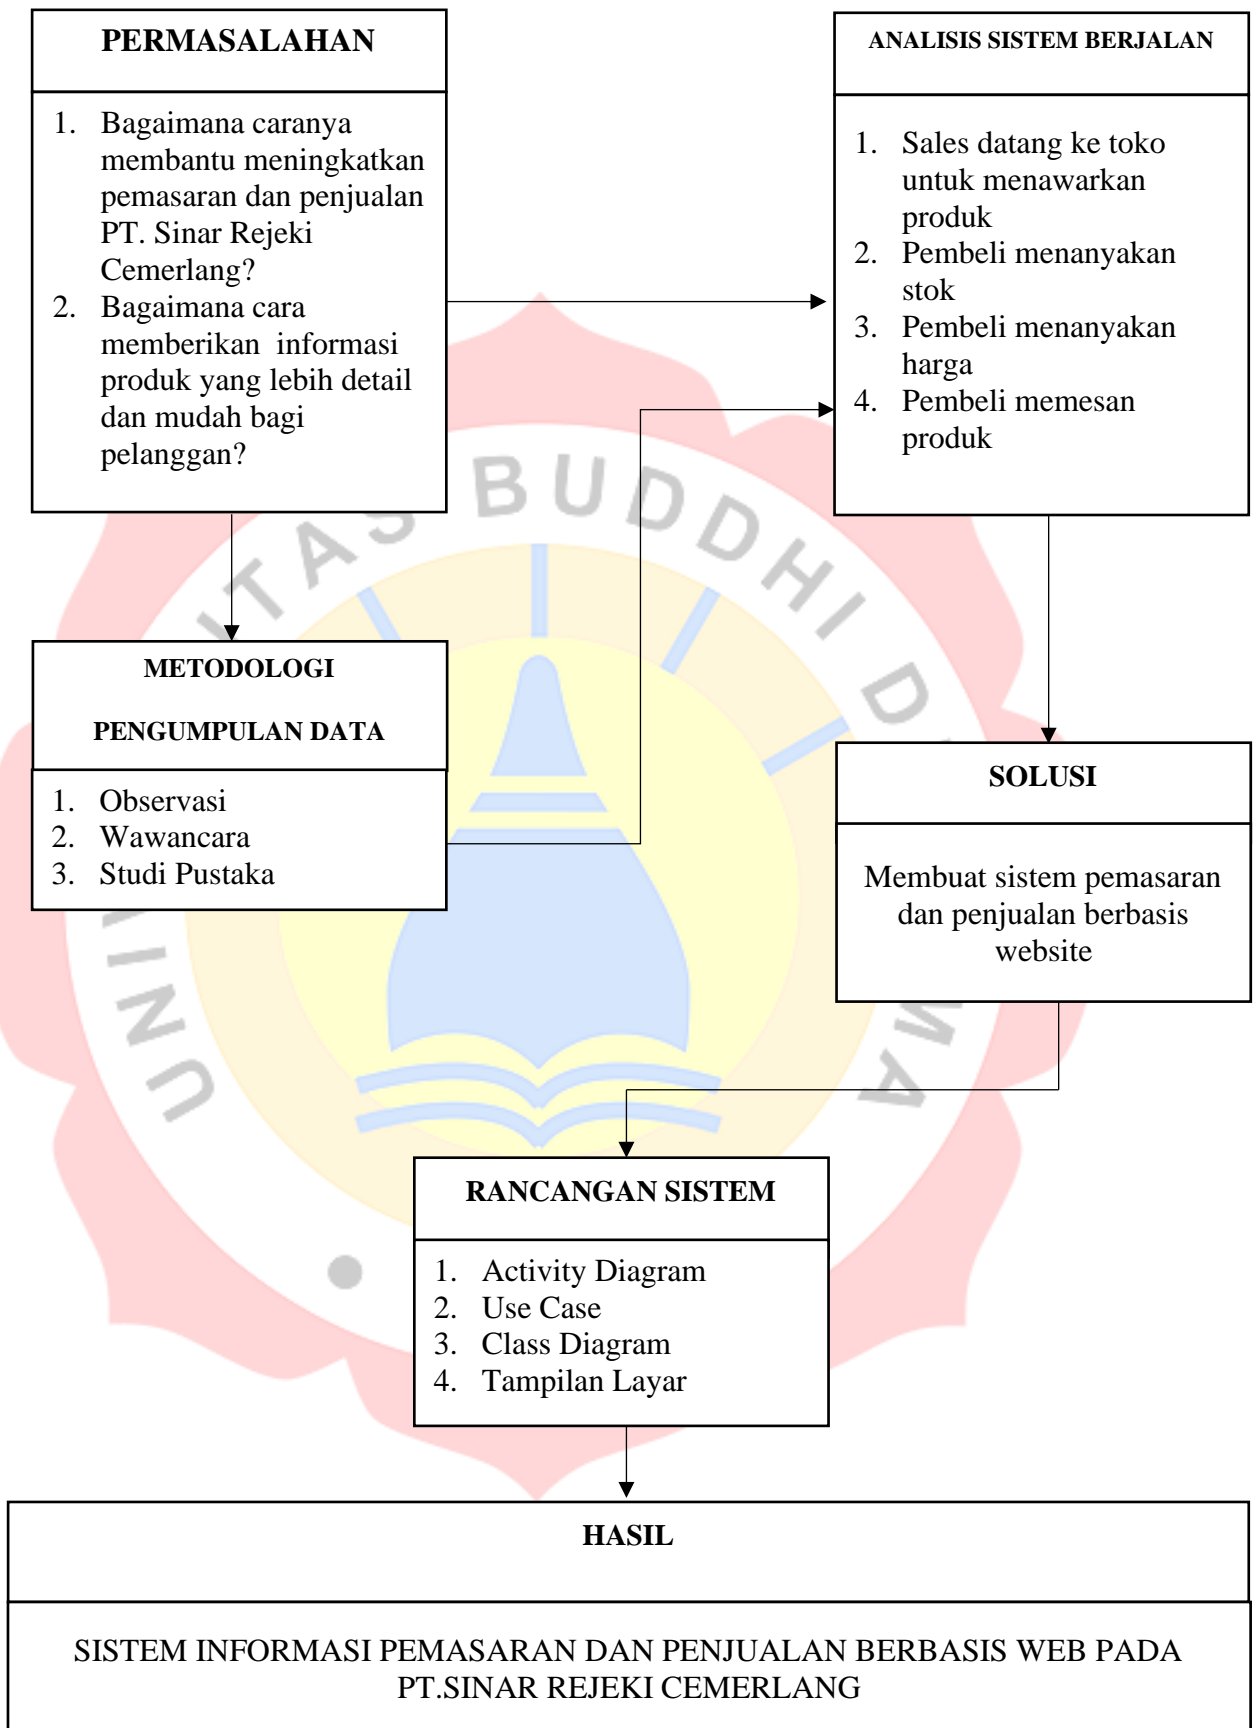 PERMASALAHAN
1. Bagaimana caranya
membantu meningkatkan
pemasaran dan penjualan
PT. Sinar Rejeki
Cemerlang?
2. Bagaimana cara
memberikan  informasi
produk yang lebih detail
dan mudah bagi
pelanggan?
ANALISIS SISTEM BERJALAN
1. Sales datang ke toko
untuk menawarkan
produk
2. Pembeli menanyakan
stok
3. Pembeli menanyakan
harga
4. Pembeli memesan
produk
METODOLOGI
PENGUMPULAN DATA
1. Observasi
2. Wawancara
3. Studi Pustaka
SOLUSI
Membuat sistem pemasaran
dan penjualan berbasis
website
RANCANGAN SISTEM
1. Activity Diagram
2. Use Case
3. Class Diagram
4. Tampilan Layar
HASIL
SISTEM INFORMASI PEMASARAN DAN PENJUALAN BERBASIS WEB PADA
PT.SINAR REJEKI CEMERLANG
BUDDHI